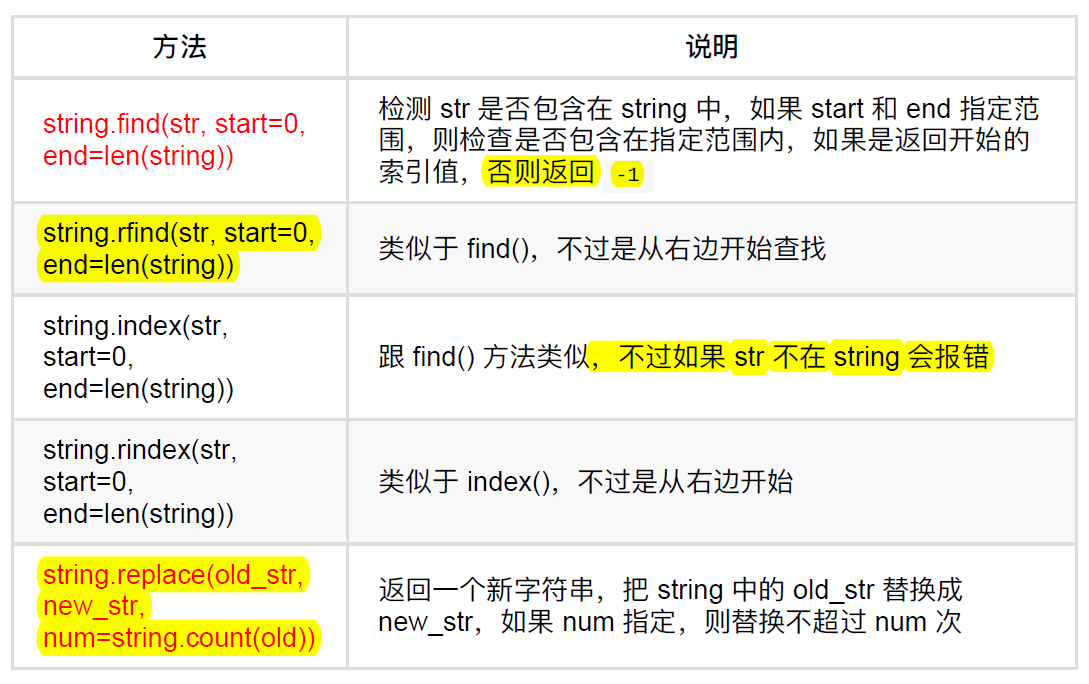 方法
说明
string.find(str, start=0,
end=len(string))
检测 str 是否包含在 string 中，如果 start 和 end 指定范
围，则检查是否包含在指定范围内，如果是返回开始的
索引值，否则返回 -1
string.rfind(str, start=0,
end=len(string))
类似于 find()，不过是从右边开始查找
string.index(str,
start=0,
end=len(string))
跟 find() 方法类似，不过如果 str 不在 string 会报错
string.rindex(str,
start=0,
end=len(string))
类似于 index()，不过是从右边开始
string.replace(old_str,
new_str,
num=string.count(old))
返回一个新字符串，把 string 中的 old_str 替换成
new_str，如果 num 指定，则替换不超过 num 次